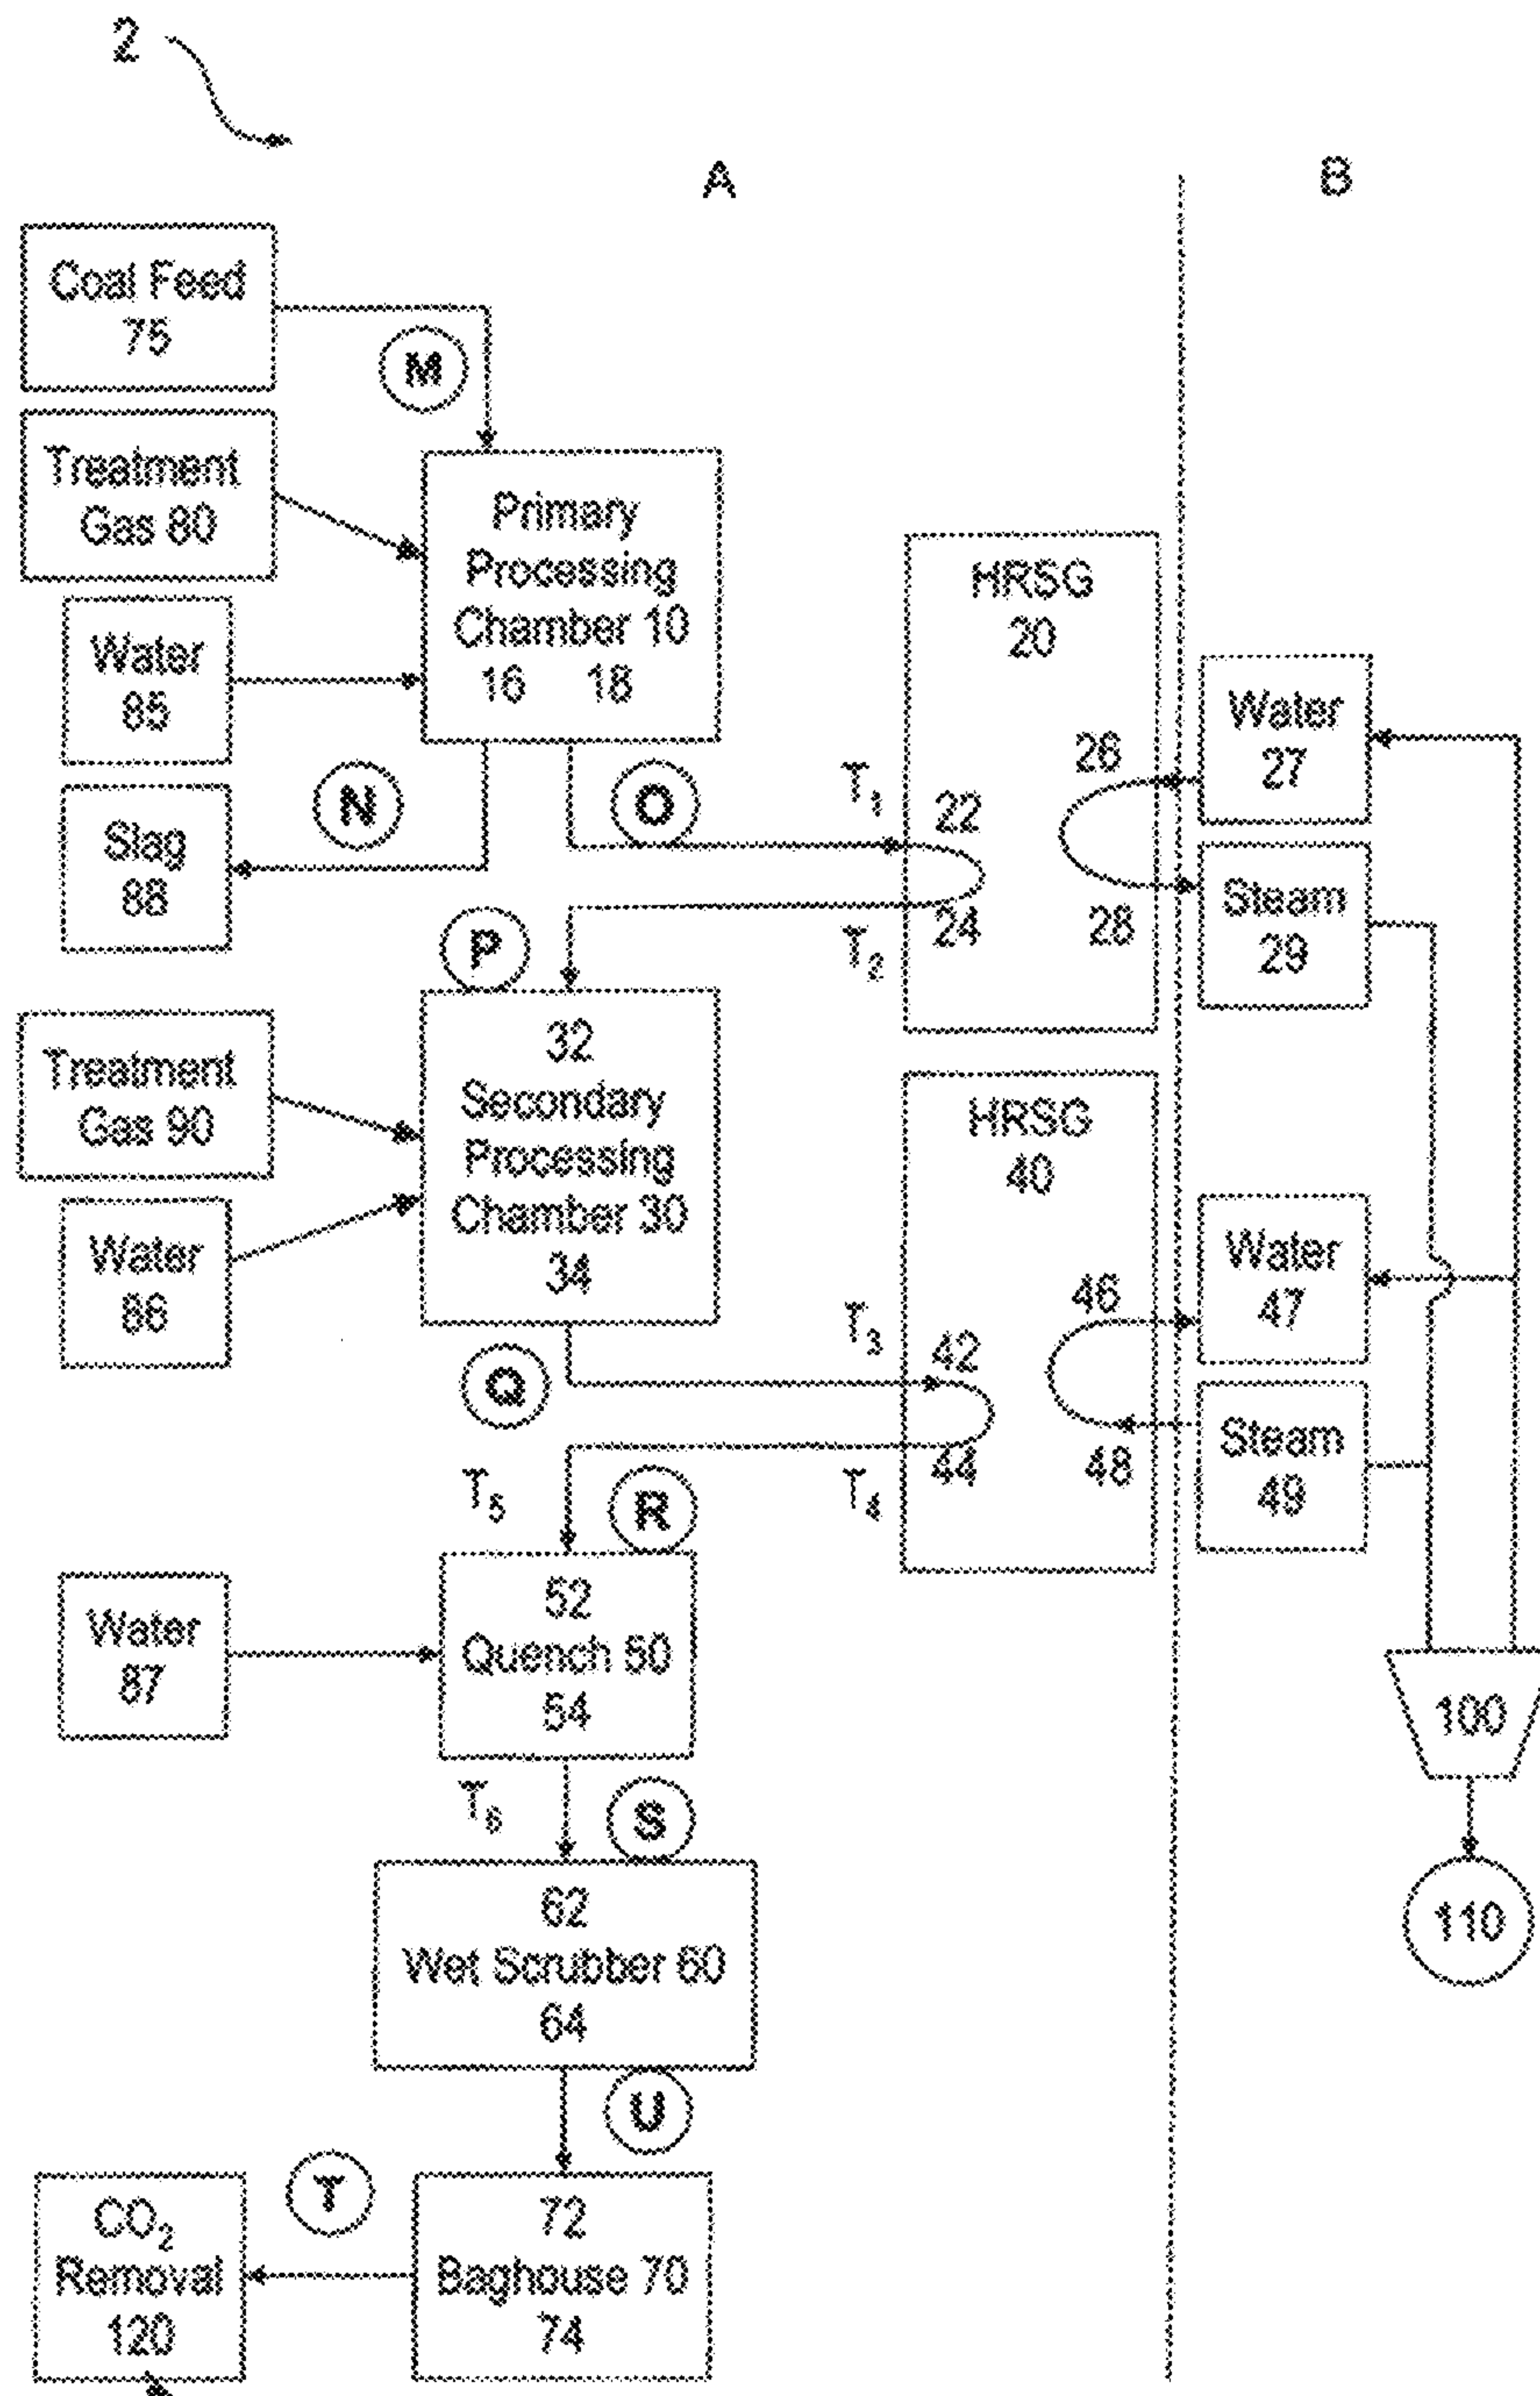 2
A
B
Coal Feed
75
M
Treatment
Gas 80
Primary
Processing
Chamber 10
16 18
HRSG
20
Water
85
Water
27
26
N
O
T1
22
Slag
88
24
28
Steam
29
P
T2
32
Secondary
Processing
Chamber 30
34
Treatment
Gas 90
HRSG
40
Water
86
Water
47
46
T3
42
Q
44
48
Steam
49
T5
R
T4
52
Quench 50
54
Water
87
100
T6
S
110
62
Wet Scrubber 60
64
U
T
CO2
Removal
120
72
Baghouse 70
74